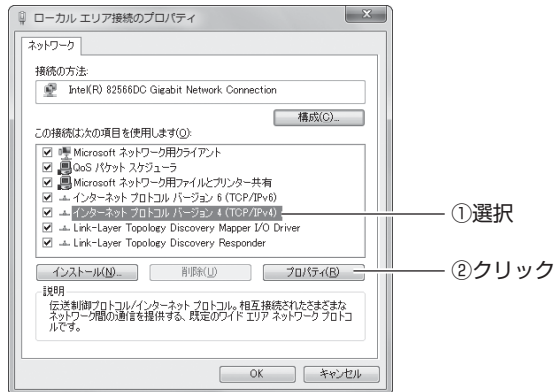 ローカル エリア接続のプロパティ
ネットワーク
接続の方法:
Intel(R) 82566DC Gigabit Network Connection
構成(C)...
この接続は次の項目を使用します(O):
Microsoft ネットワーク用クライアント
QoS パケット スケジューラ
Microsoft ネットワーク用ファイルとプリンター共有
インターネット プロトコル バージョン 6 (TCP/IPv6)
インターネット プロトコル バージョン 4 (TCP/IPv4)
①選択
Link-Layer Topology Discovery Mapper I/O Driver
Link-Layer Topology Discovery Responder
インストール(N)...
削除(U)
プロパティ(R)
②クリック
説明
伝送制御プロトコル/インターネット プロトコル。相互接続されたさまざまな
ネットワーク間の通信を提供する、既定のワイド エリア ネットワーク プロトコ
ルです。
OK
キャンセル